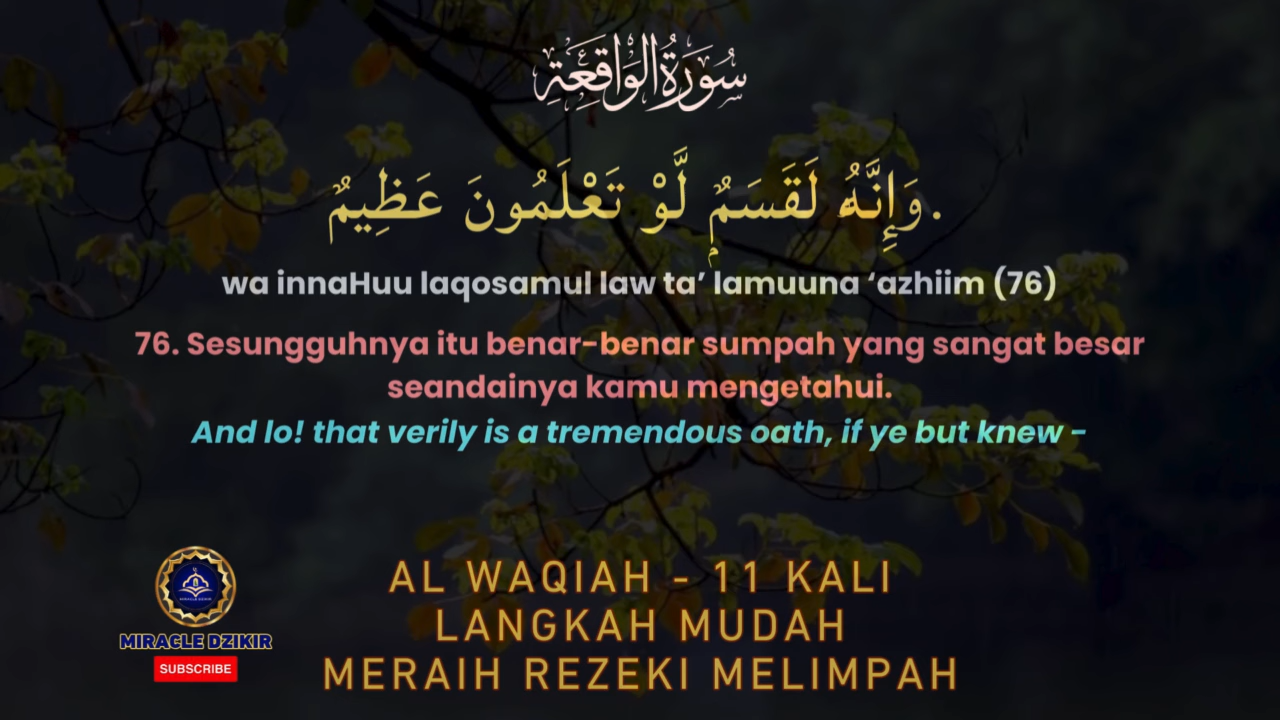 سُورَةُ الْوَاقِعَةِ
وَإِنَّهُ لَقَسَمٌ لَّوْ تَعْلَمُونَ عَظِيمٌ.
wa innaHuu laqosamul law ta’ lamuuna ‘azhiim (76)
76. Sesungguhnya itu benar-benar sumpah yang sangat besar
seandainya kamu mengetahui.
And lo! that verily is a tremendous oath, if ye but knew -
AL WAQIAH - 11 KALI
LANGKAH MUDAH
MERAIH REZEKI MELIMPAH
MIRACLE DZIKIR
MIRACLE DZIKIR
SUBSCRIBE